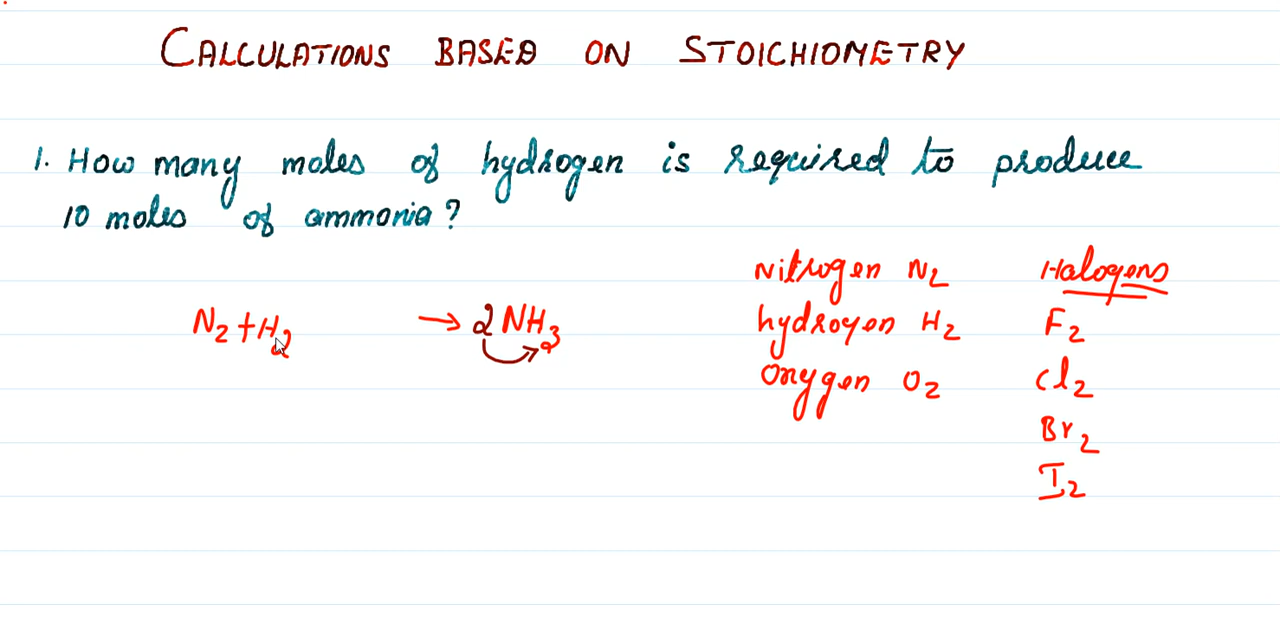 CALCULATIONS BASED ON STOICHIOMETRY
1. How many moles of hydrogen is required to produce
10 moles of ammonia?
Nitrogen N2 Halogens
N2 + H2 → 2NH3 hydrogen H2 F2
Oxygen O2 Cl2
Br2
I2